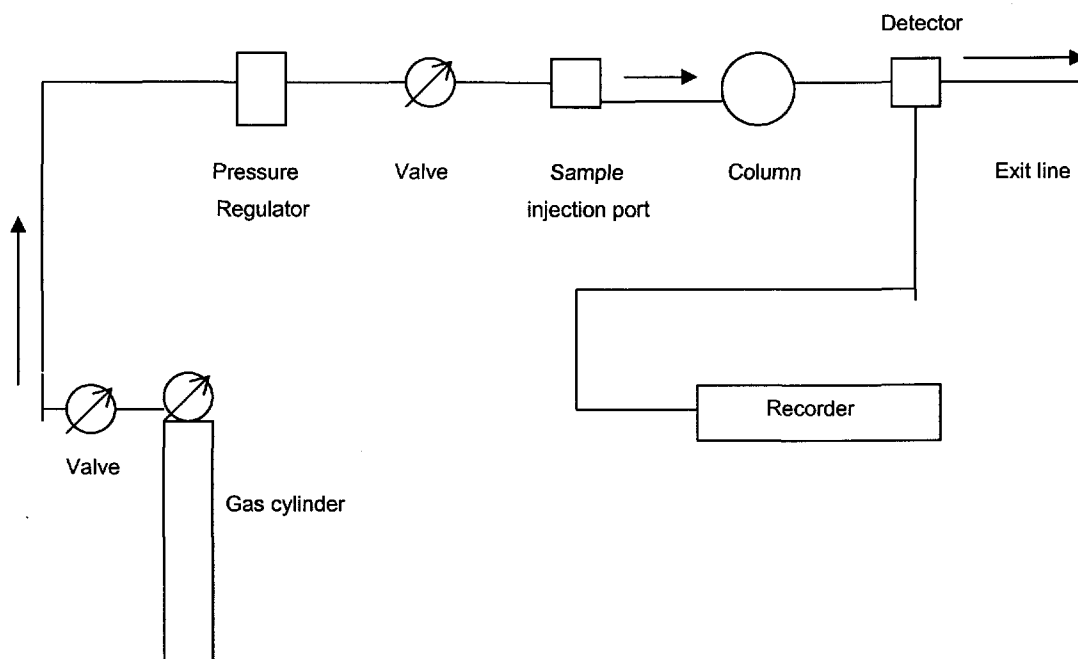 Detector
Pressure
Regulator
Valve
Sample
injection port
Column
Exit line
Recorder
Valve
Gas cylinder